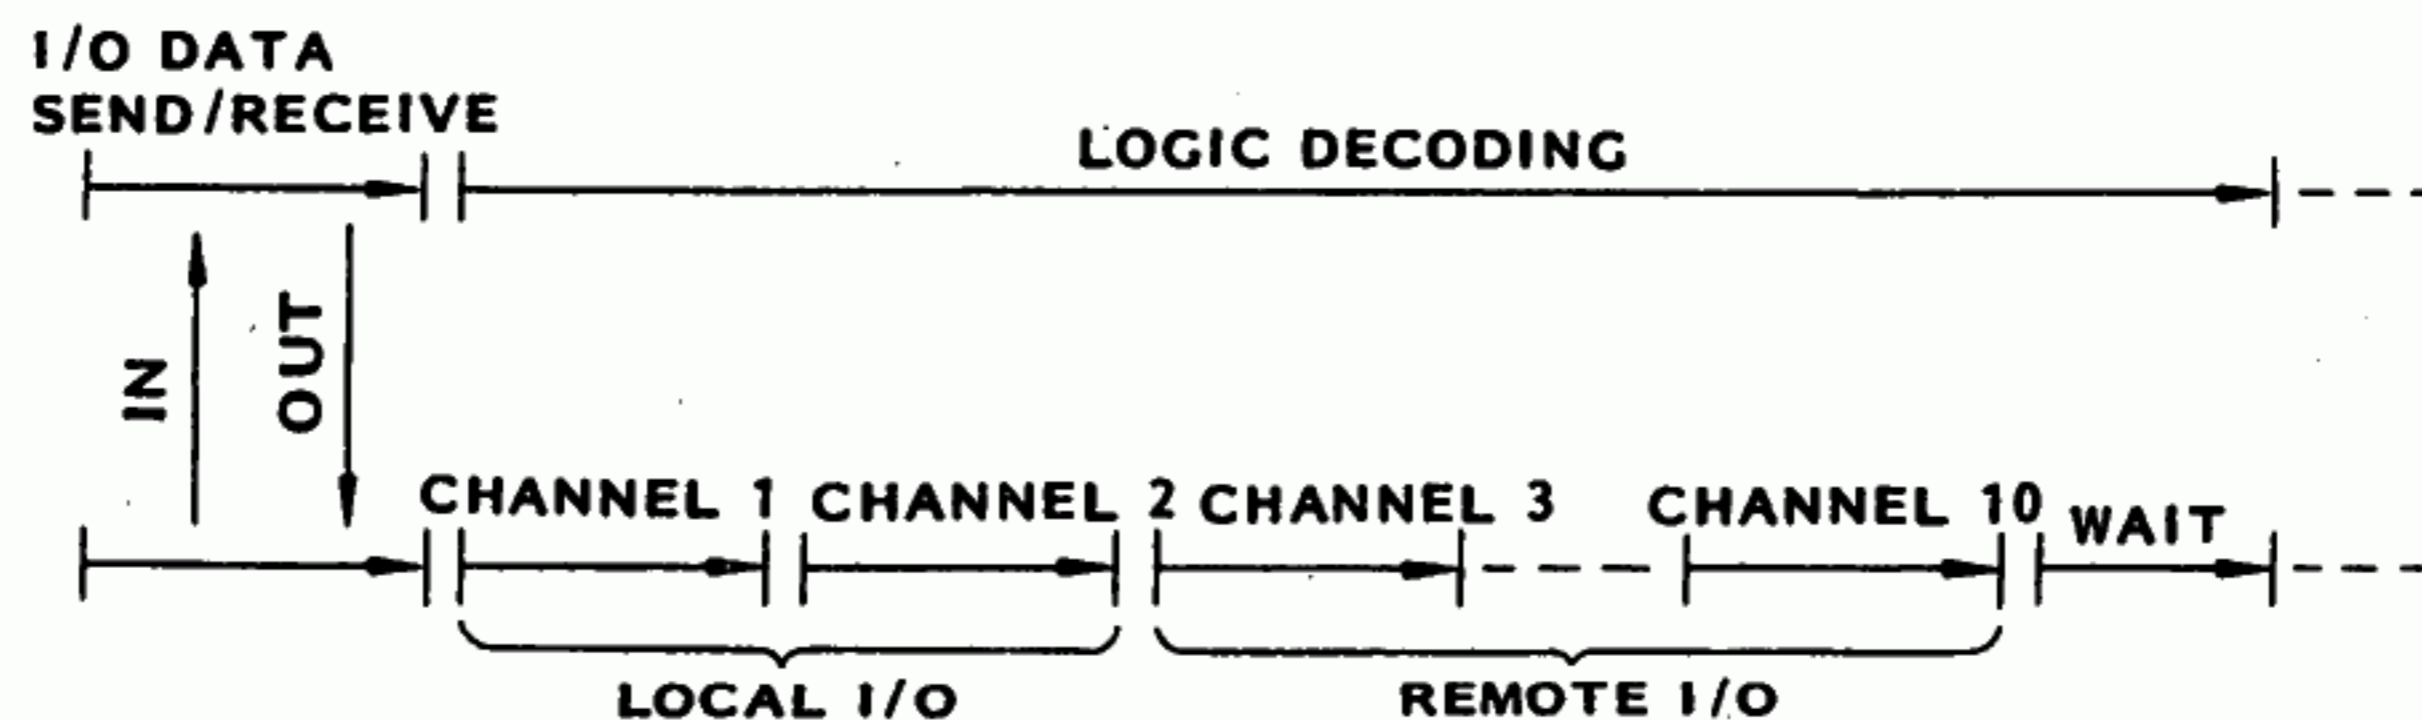 I/O DATA
SEND/RECEIVE
LOGIC DECODING
IN
OUT
CHANNEL 1
CHANNEL 2
CHANNEL 3
CHANNEL 10
WAIT
LOCAL I/O
REMOTE I/O